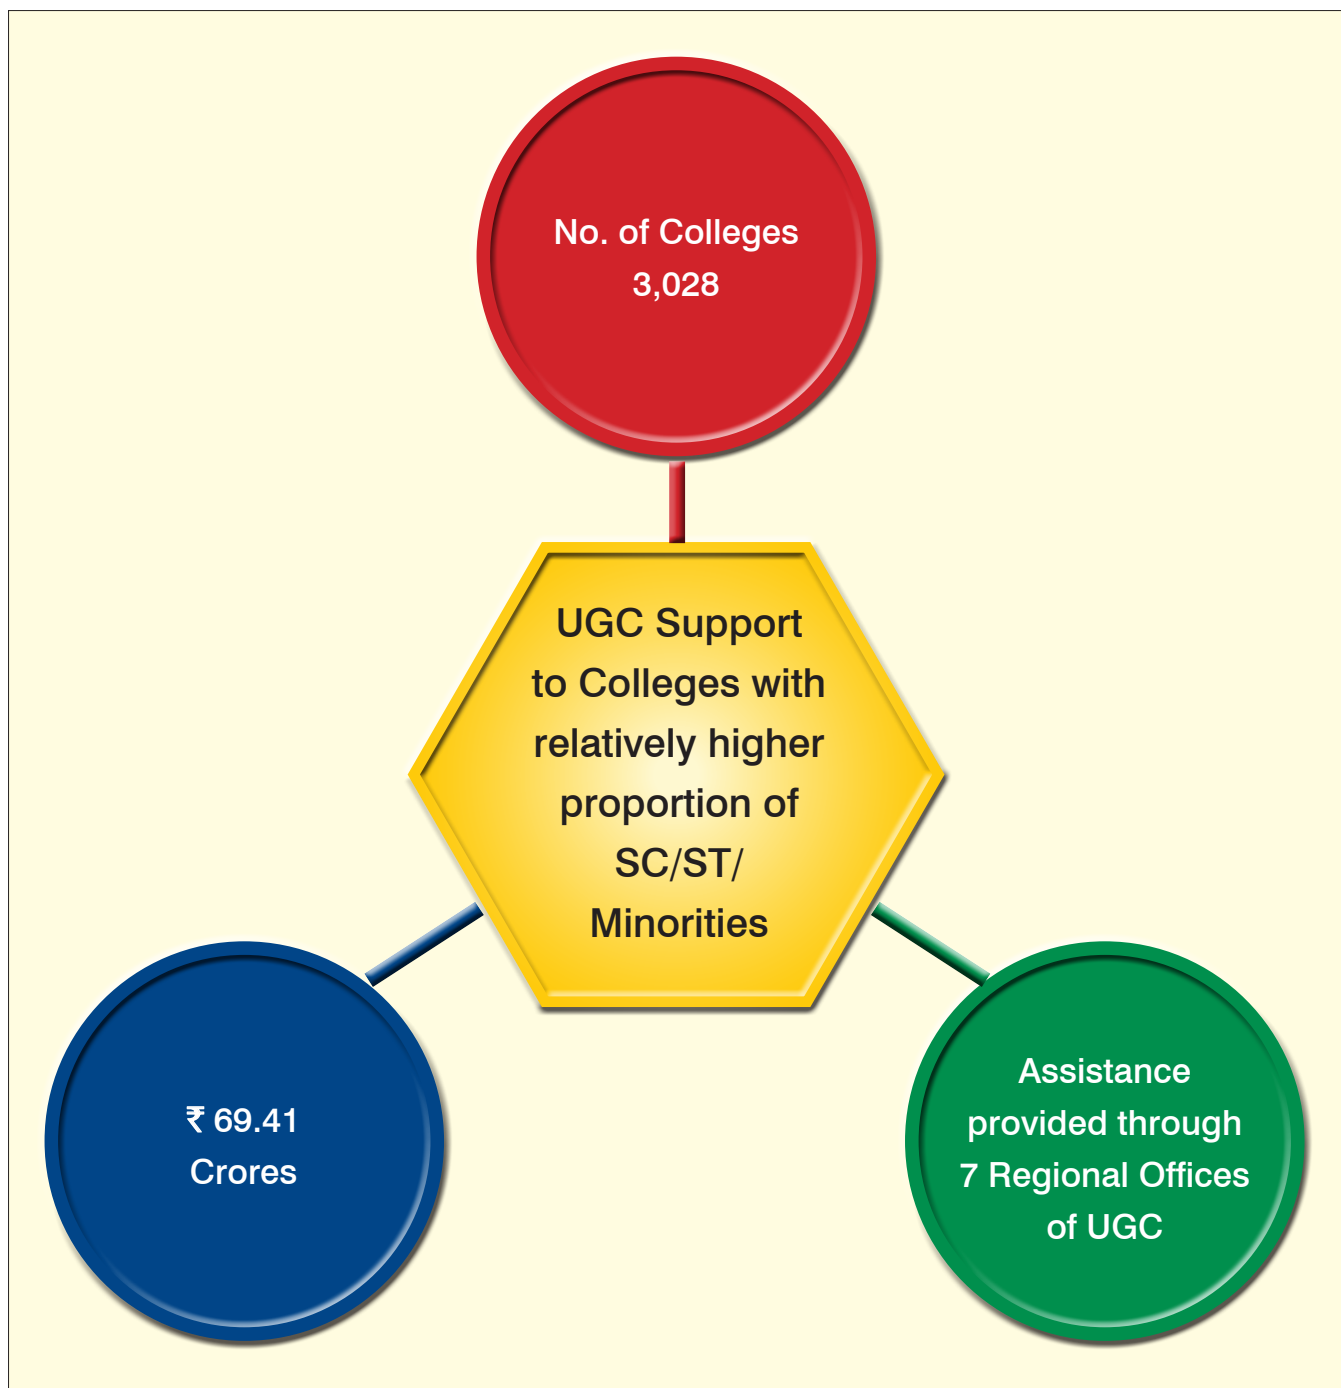 No. of Colleges
3,028
UGC Support
to Colleges with
relatively higher
proportion of
SC/ST/
Minorities
₹ 69.41
Crores
Assistance
provided through
7 Regional Offices
of UGC